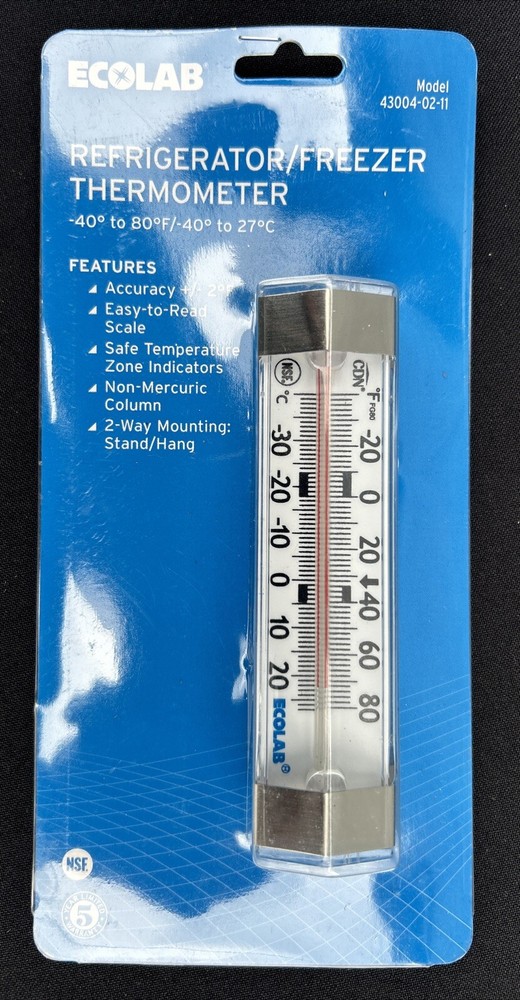 ECOLAB®
Model
43004-02-11
REFRIGERATOR/FREEZER
THERMOMETER
-40° to 80°F/-40° to 27°C
FEATURES
Accuracy +/- 2°F
Easy-to-Read
Scale
Safe Temperature
Zone Indicators
Non-Mercuric
Column
2-Way Mounting:
Stand/Hang
NSF.
°C
-30
-20
-10
0
10
20
ECOLAB®
CDN®
°F
FG80
-20
0
20
40
60
80
NSF.
5